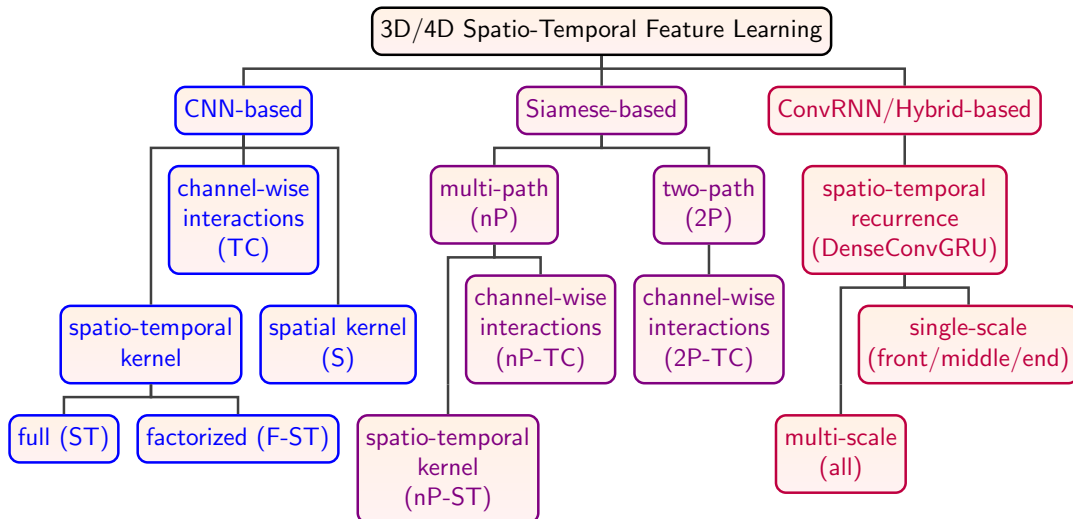 3D/4D Spatio-Temporal Feature Learning
CNN-based
Siamese-based
ConvRNN/Hybrid-based
channel-wise
interactions
(TC)
multi-path
(nP)
two-path
(2P)
spatio-temporal
recurrence
(DenseConvGRU)
spatio-temporal
kernel
spatial kernel
(S)
channel-wise
interactions
(nP-TC)
channel-wise
interactions
(2P-TC)
single-scale
(front/middle/end)
full (ST)
factorized (F-ST)
spatio-temporal
kernel
(nP-ST)
multi-scale
(all)